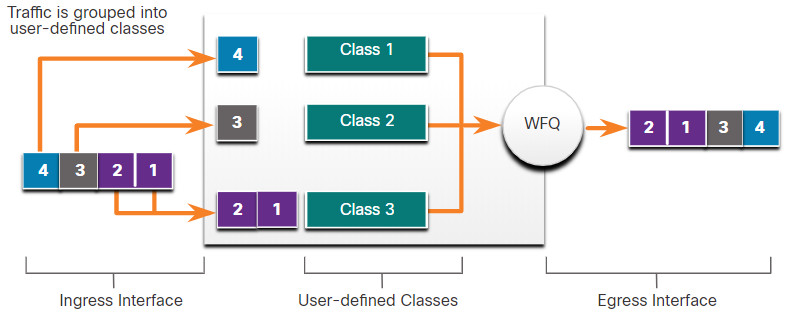 Traffic is grouped into
user-defined classes
4
Class 1
3
Class 2
WFQ
2 1 3 4
4 3 2 1
2 1
Class 3
Ingress Interface
User-defined Classes
Egress Interface